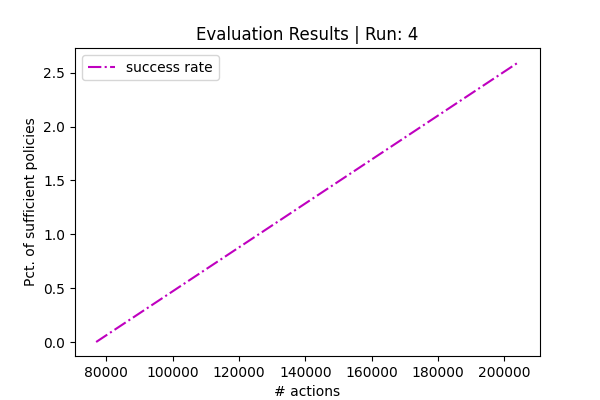 Evaluation Results | Run: 4
success rate
Pct. of sufficient policies
2.5
2.0
1.5
1.0
0.5
0.0
80000 100000 120000 140000 160000 180000 200000
# actions